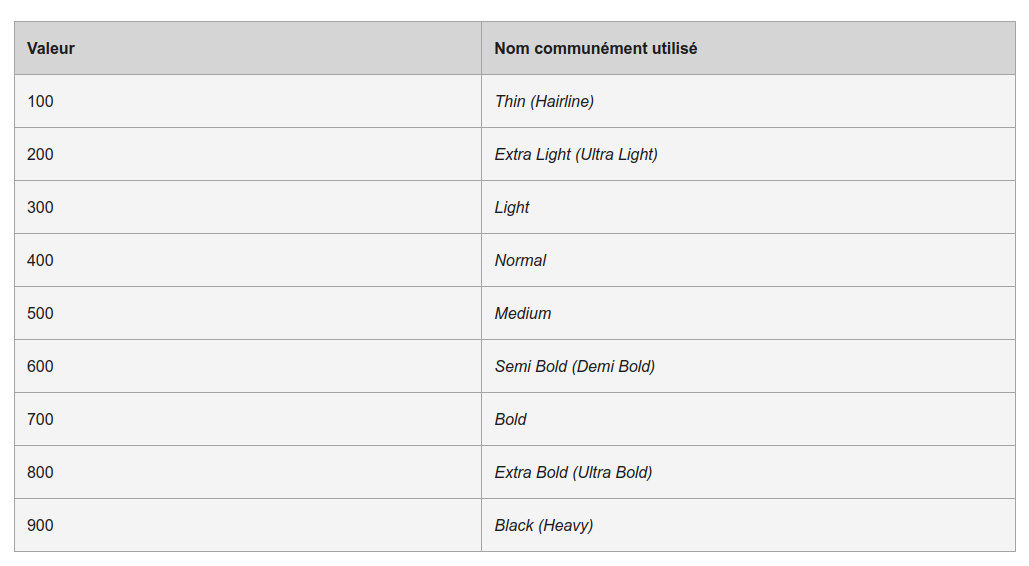 Valeur Nom communément utilisé
100 Thin (Hairline)
200 Extra Light (Ultra Light)
300 Light
400 Normal
500 Medium
600 Semi Bold (Demi Bold)
700 Bold
800 Extra Bold (Ultra Bold)
900 Black (Heavy)